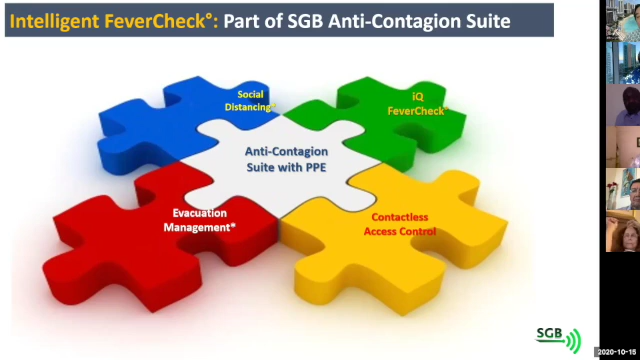 Intelligent FeverCheck°: Part of SGB Anti-Contagion Suite
Social
Distancing*
iQ
FeverCheck°
Anti-Contagion
Suite with PPE
Evacuation
Management*
Contactless
Access Control
SGB
2020-10-15